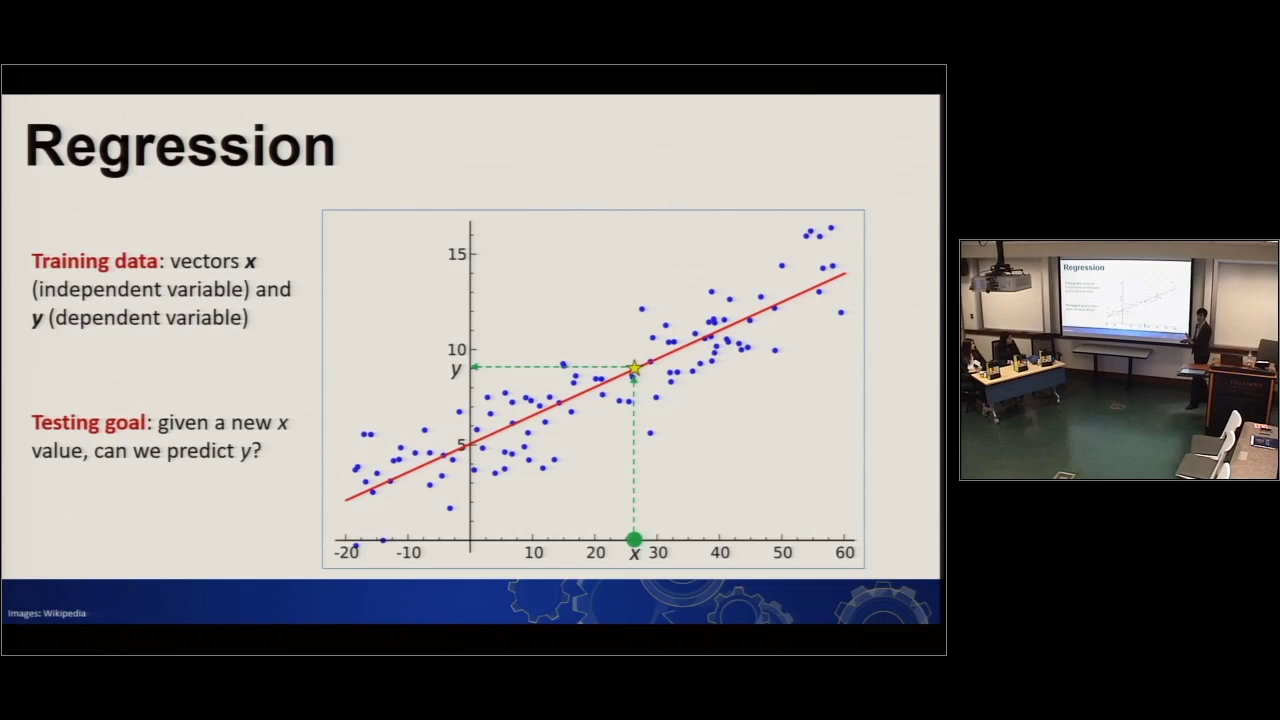 Regression
Training data: vectors x
(independent variable) and
y (dependent variable)
Testing goal: given a new x
value, can we predict y?
15
10
y
5
-20 -10 10 20 x 30 40 50 60
Images: Wikipedia
Regression